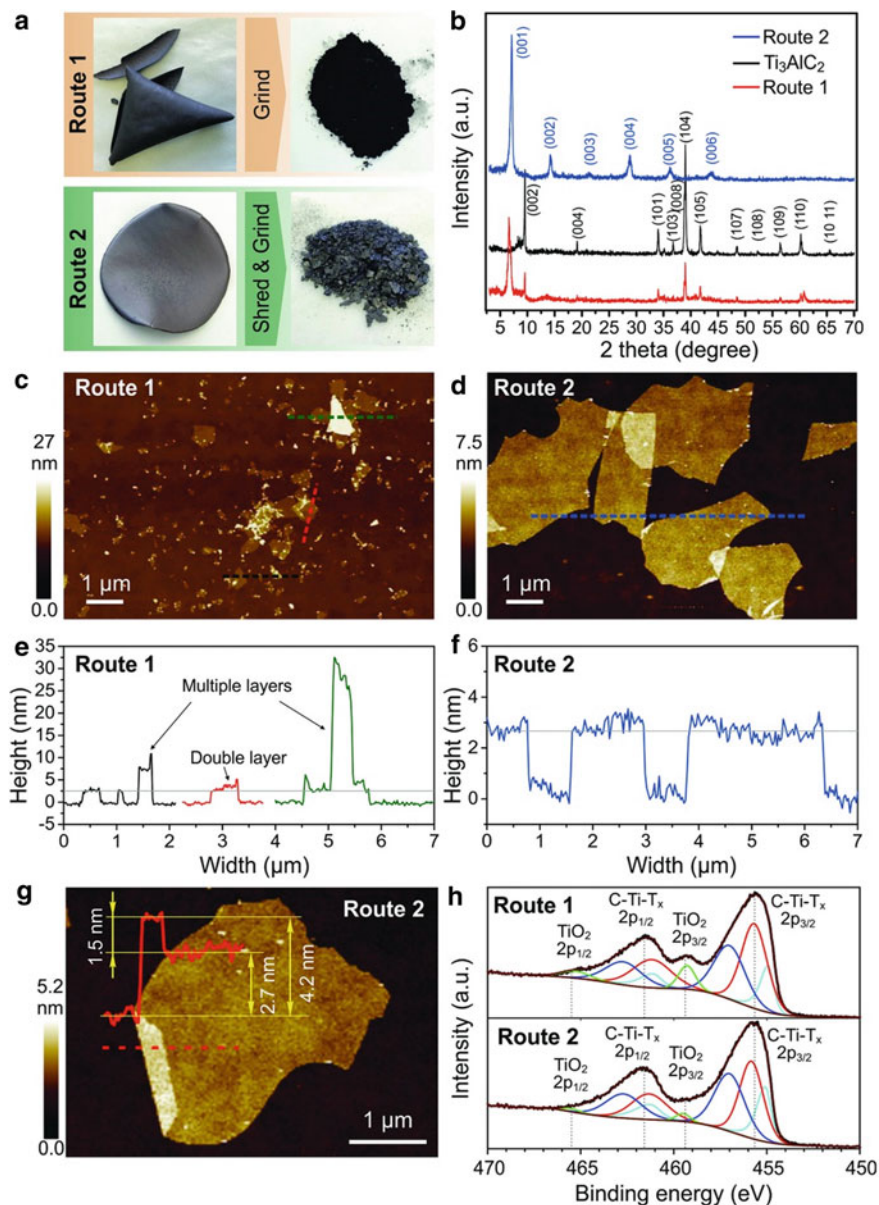 a
Route 1
Grind
Route 2
Shred & Grind
b
Intensity (a.u.)
Route 2
Ti₃AlC₂
Route 1
(001)
(002)
(003)
(004)
(005)
(006)
(002)
(004)
(101)
(103)
(008)
(104)
(105)
(107)
(108)
(109)
(110)
(10 11)
5 10 15 20 25 30 35 40 45 50 55 60 65 70
2 theta (degree)
c
Route 1
27
nm
0.0
1 μm
d
Route 2
7.5
nm
0.0
1 μm
e
Route 1
Multiple layers
Double layer
Height (nm)
35
30
25
20
15
10
5
0
-5
0 1 2 3 4 5 6 7
Width (μm)
f
Route 2
Height (nm)
6
4
2
0
0 1 2 3 4 5 6 7
Width (μm)
g
Route 2
1.5 nm
2.7 nm
4.2 nm
5.2
nm
0.0
1 μm
h
Intensity (a.u.)
Route 1
TiO₂
2p₁/₂
C-Ti-Tₓ
2p₁/₂
TiO₂
2p₃/₂
C-Ti-Tₓ
2p₃/₂
Route 2
TiO₂
2p₁/₂
C-Ti-Tₓ
2p₁/₂
TiO₂
2p₃/₂
C-Ti-Tₓ
2p₃/₂
470 465 460 455 450
Binding energy (eV)